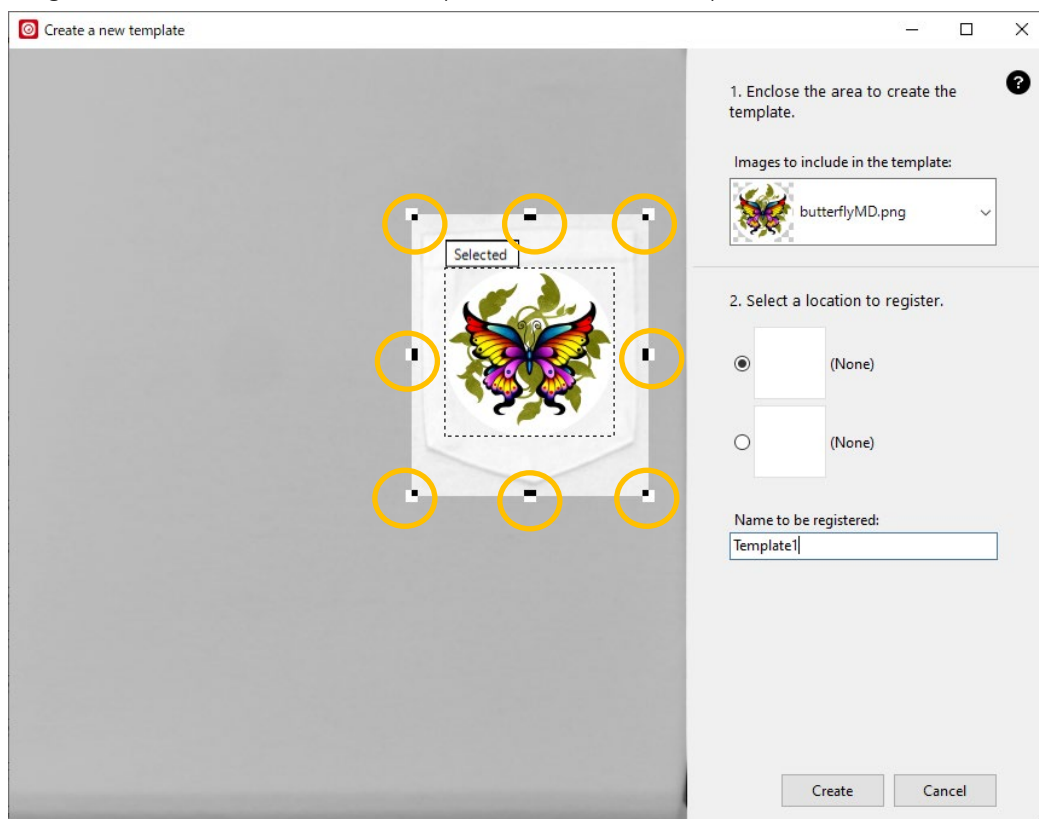 Create a new template
1. Enclose the area to create the
template.
?
Images to include in the template:
butterflyMD.png
Selected
2. Select a location to register.
(None)
(None)
Name to be registered:
Template1
Create
Cancel